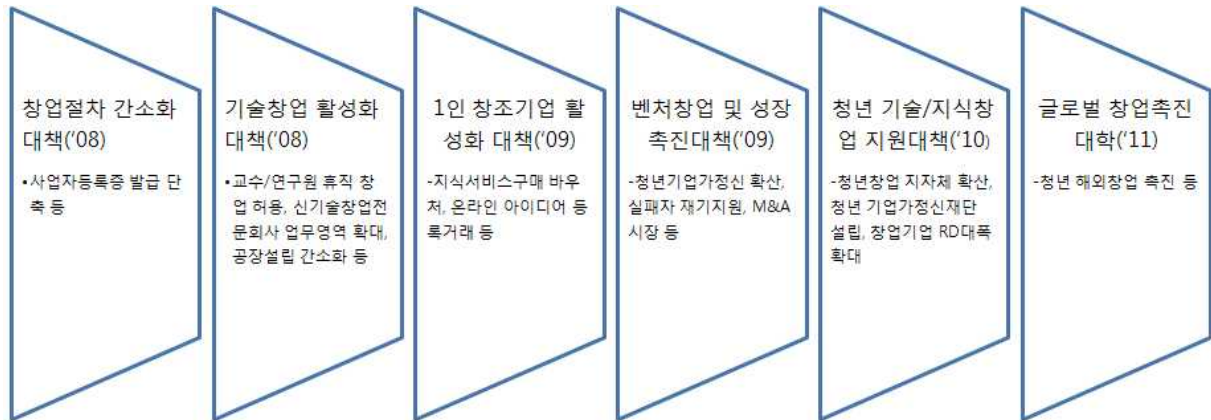 창업절차 간소화
대책('08)
•사업자등록증 발급 단
축 등
기술창업 활성화
대책('08)
•교수/연구원 휴직 창
업 허용, 신기술창업전
문회사 업무영역 확대,
공장설립 간소화 등
1인 창조기업 활
성화 대책('09)
-지식서비스구매 바우
처, 온라인 아이디어 등
록거래 등
벤처창업 및 성장
촉진대책('09)
-청년기업가정신 확산,
실패자 재기지원, M&A
시장 등
청년 기술/지식창
업 지원대책('10)
-청년창업 지자체 확산,
청년 기업가정신재단
설립, 창업기업 RD대폭
확대
글로벌 창업촉진
대학('11)
-청년 해외창업 촉진 등